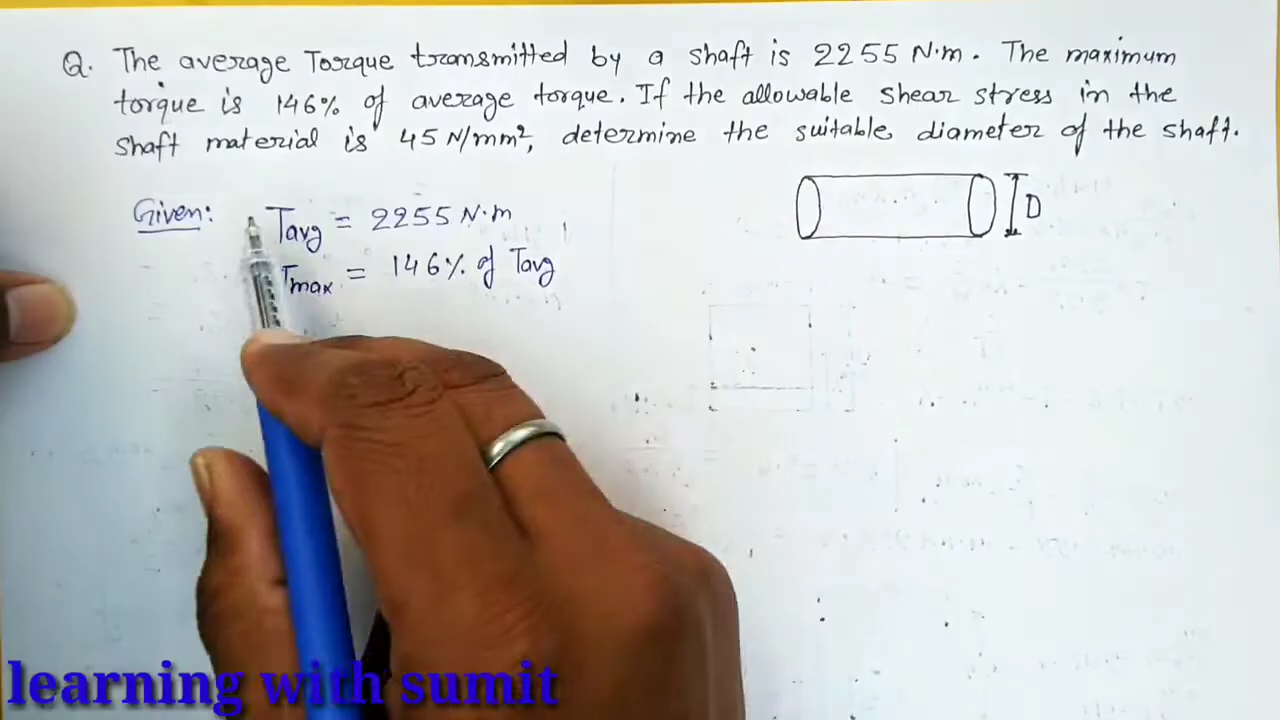 Q. The average Torque transmitted by a shaft is 2255 N·m. The maximum
torque is 146% of average torque. If the allowable shear stress in the
shaft material is 45 N/mm², determine the suitable diameter of the shaft.
Given: Tavg = 2255 N·m
Tmax = 146% of Tavg
D
learning with sumit